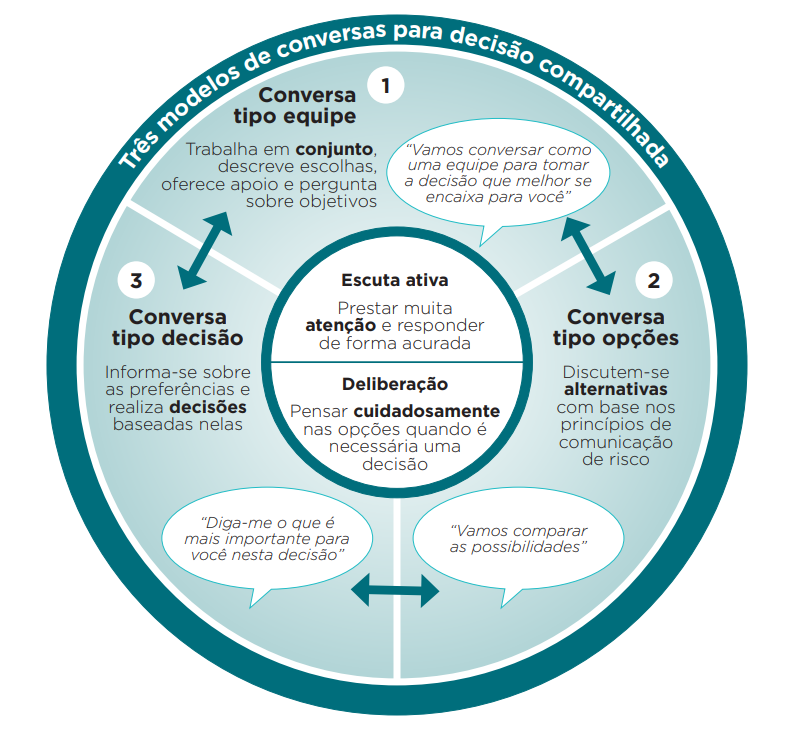 Três modelos de conversas para decisão compartilhada
1
Conversa
tipo equipe
Trabalha em conjunto,
descreve escolhas,
oferece apoio e pergunta
sobre objetivos
“Vamos conversar como
uma equipe para tomar
a decisão que melhor se
encaixa para você”
2
Conversa
tipo opções
Discutem-se
alternativas
com base nos
princípios de
comunicação
de risco
“Vamos comparar
as possibilidades”
3
Conversa
tipo decisão
Informa-se sobre
as preferências e
realiza decisões
baseadas nelas
“Diga-me o que é
mais importante para
você nesta decisão”
Escuta ativa
Prestar muita
atenção e responder
de forma acurada
Deliberação
Pensar cuidadosamente
nas opções quando é
necessária uma
decisão